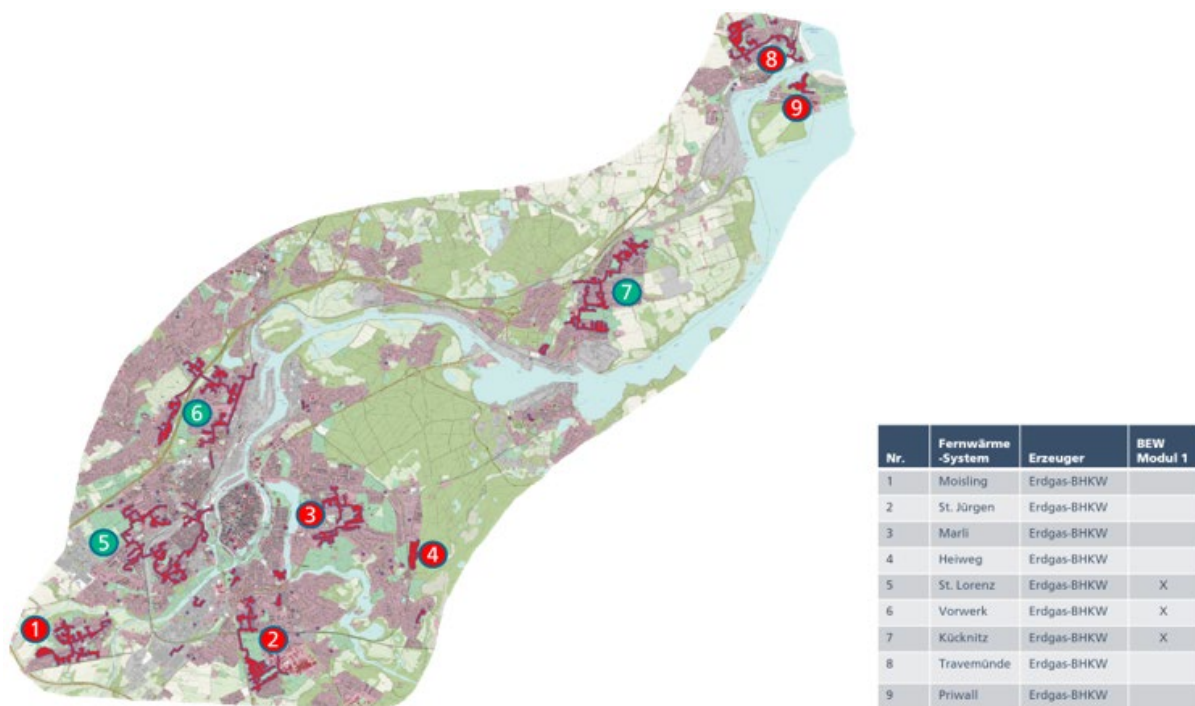 8
9
7
6
3
5
4
1
2
Nr. Fernwärme -System Erzeuger BEW Modul 1
1 Moisling Erdgas-BHKW
2 St. Jürgen Erdgas-BHKW
3 Marli Erdgas-BHKW
4 Heiweg Erdgas-BHKW
5 St. Lorenz Erdgas-BHKW X
6 Vorwerk Erdgas-BHKW X
7 Kücknitz Erdgas-BHKW X
8 Travemünde Erdgas-BHKW
9 Priwall Erdgas-BHKW